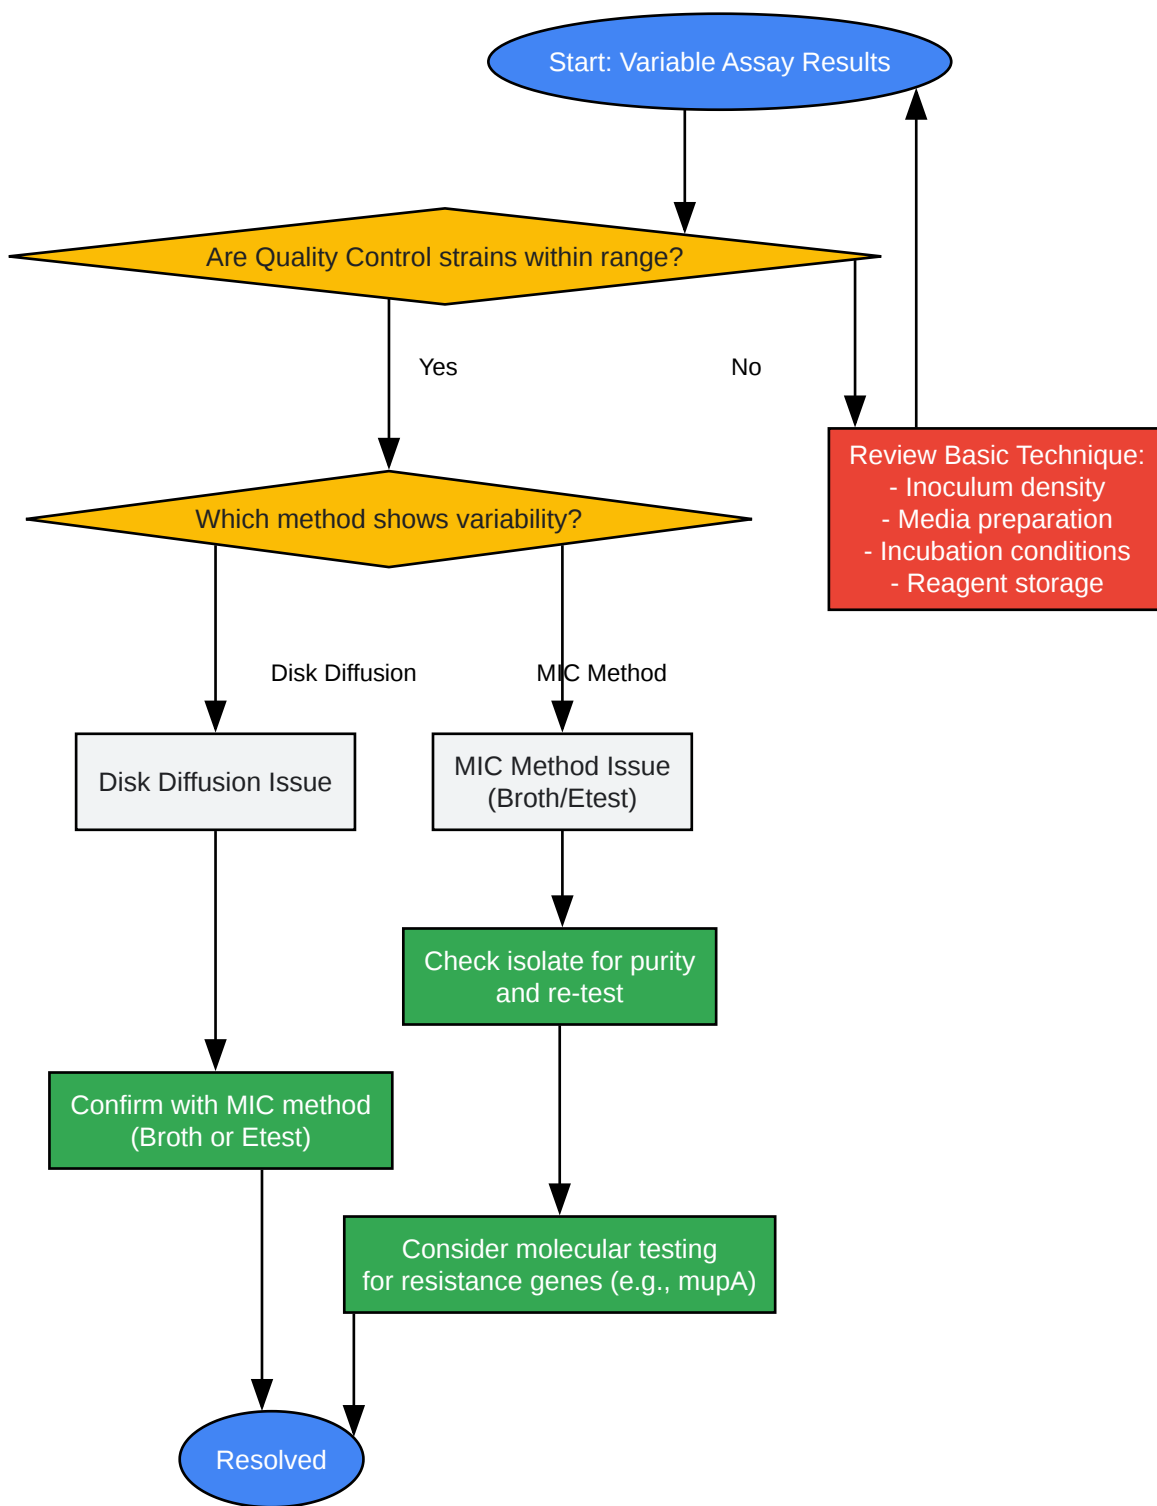 Start: Variable Assay Results
Are Quality Control strains within range?
Yes
No
Review Basic Technique:
- Inoculum density
- Media preparation
- Incubation conditions
- Reagent storage
Which method shows variability?
Disk Diffusion
MIC Method
Disk Diffusion Issue
MIC Method Issue
(Broth/Etest)
Check isolate for purity
and re-test
Confirm with MIC method
(Broth or Etest)
Consider molecular testing
for resistance genes (e.g., mupA)
Resolved